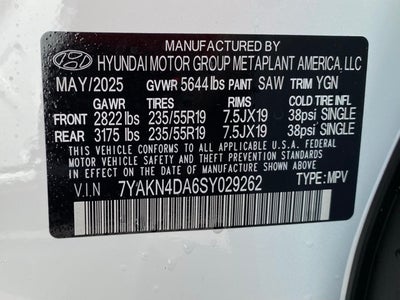 MANUFACTURED BY
HYUNDAI MOTOR GROUP METAPLANT AMERICA, LLC
MAY/2025 GVWR 5644 lbs PAINT SAW TRIM YGN
GAWR TIRES RIMS COLD TIRE INFL
FRONT 2822 lbs 235/55R19 7.5JX19 38psi SINGLE
REAR 3175 lbs 235/55R19 7.5JX19 38psi SINGLE
THIS VEHICLE CONFORMS TO ALL APPLICABLE FEDERAL
MOTOR VEHICLE SAFETY AND THEFT PREVENTION STANDARDS
IN EFFECT ON THE DATE OF MANUFACTURE SHOWN ABOVE.
V.I.N 7YAKN4DA6SY029262 TYPE: MPV